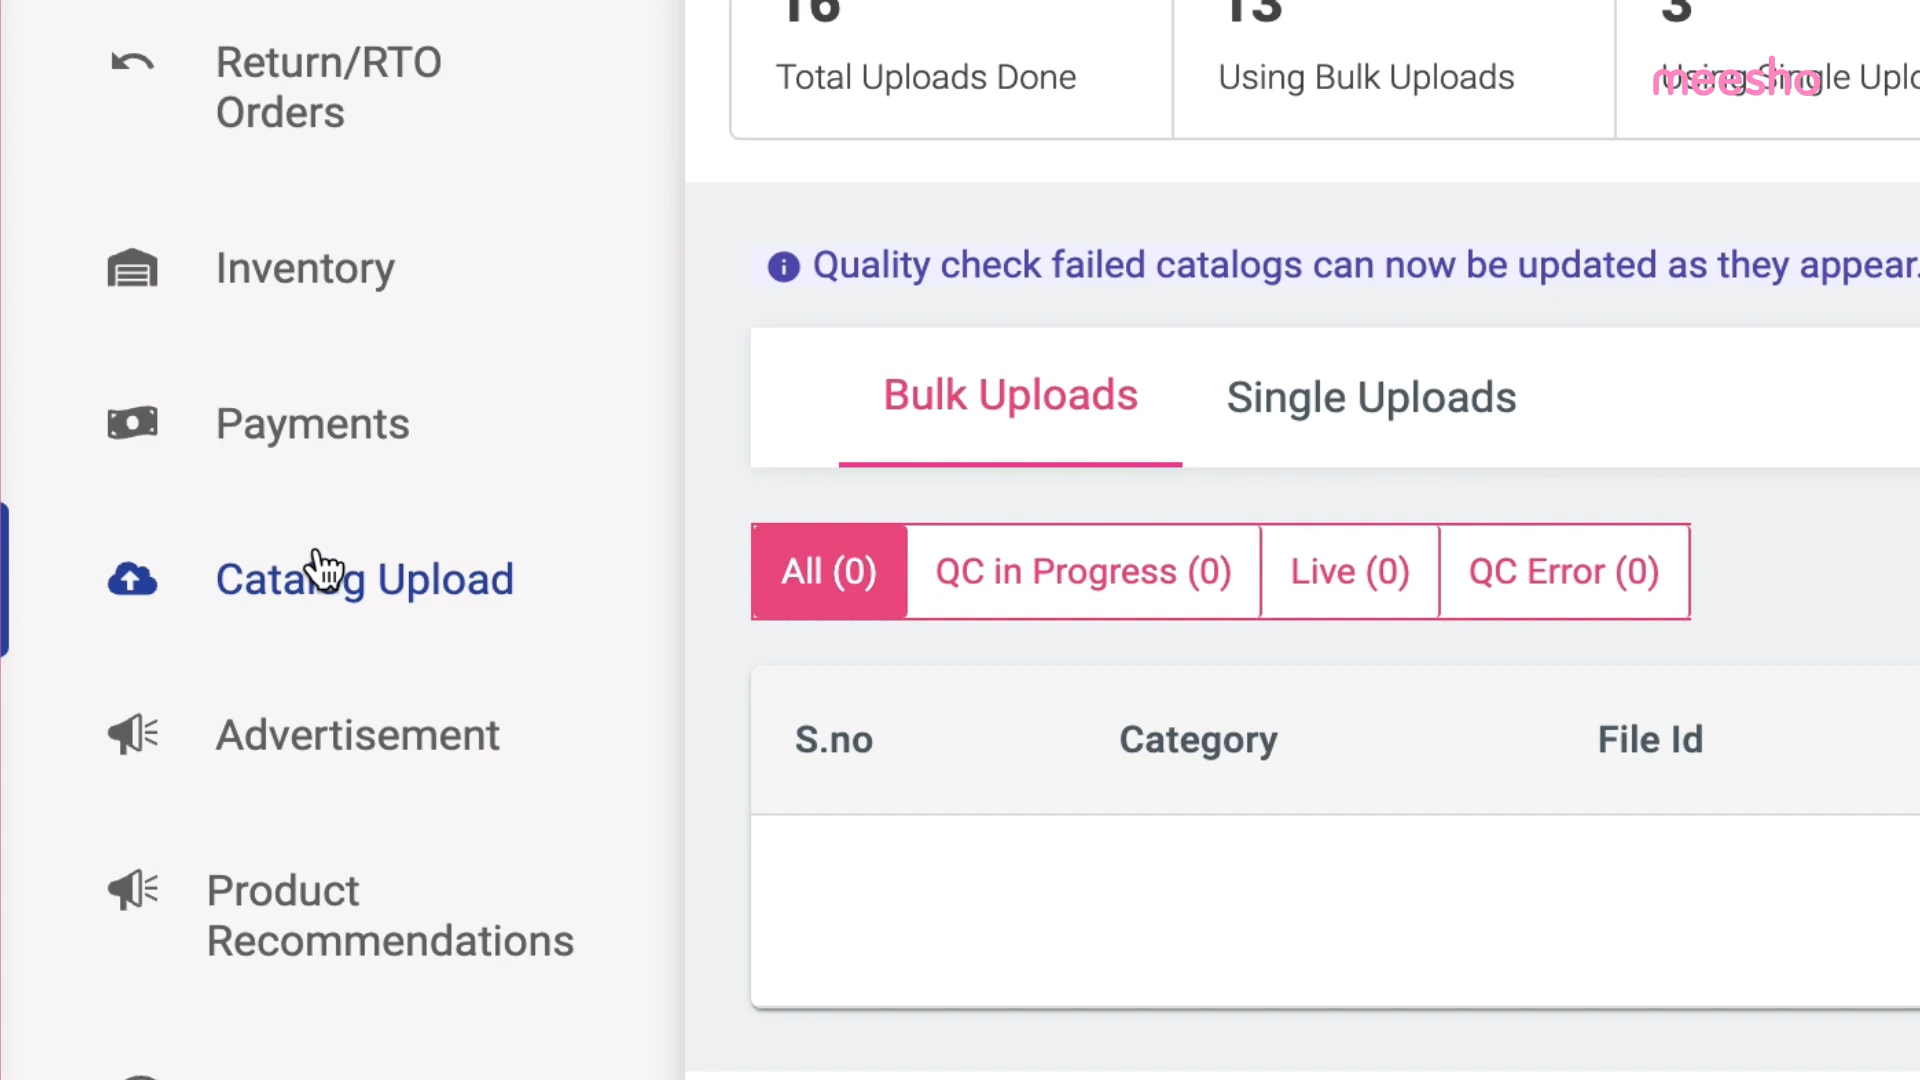 Return/RTO
Orders
Inventory
Payments
Catalog Upload
Advertisement
Product
Recommendations
16
13
3
Total Uploads Done
Using Bulk Uploads
Using Single
meesho
Quality check failed catalogs can now be updated as they appear.
Bulk Uploads
Single Uploads
All (0)
QC in Progress (0)
Live (0)
QC Error (0)
S.no
Category
File Id